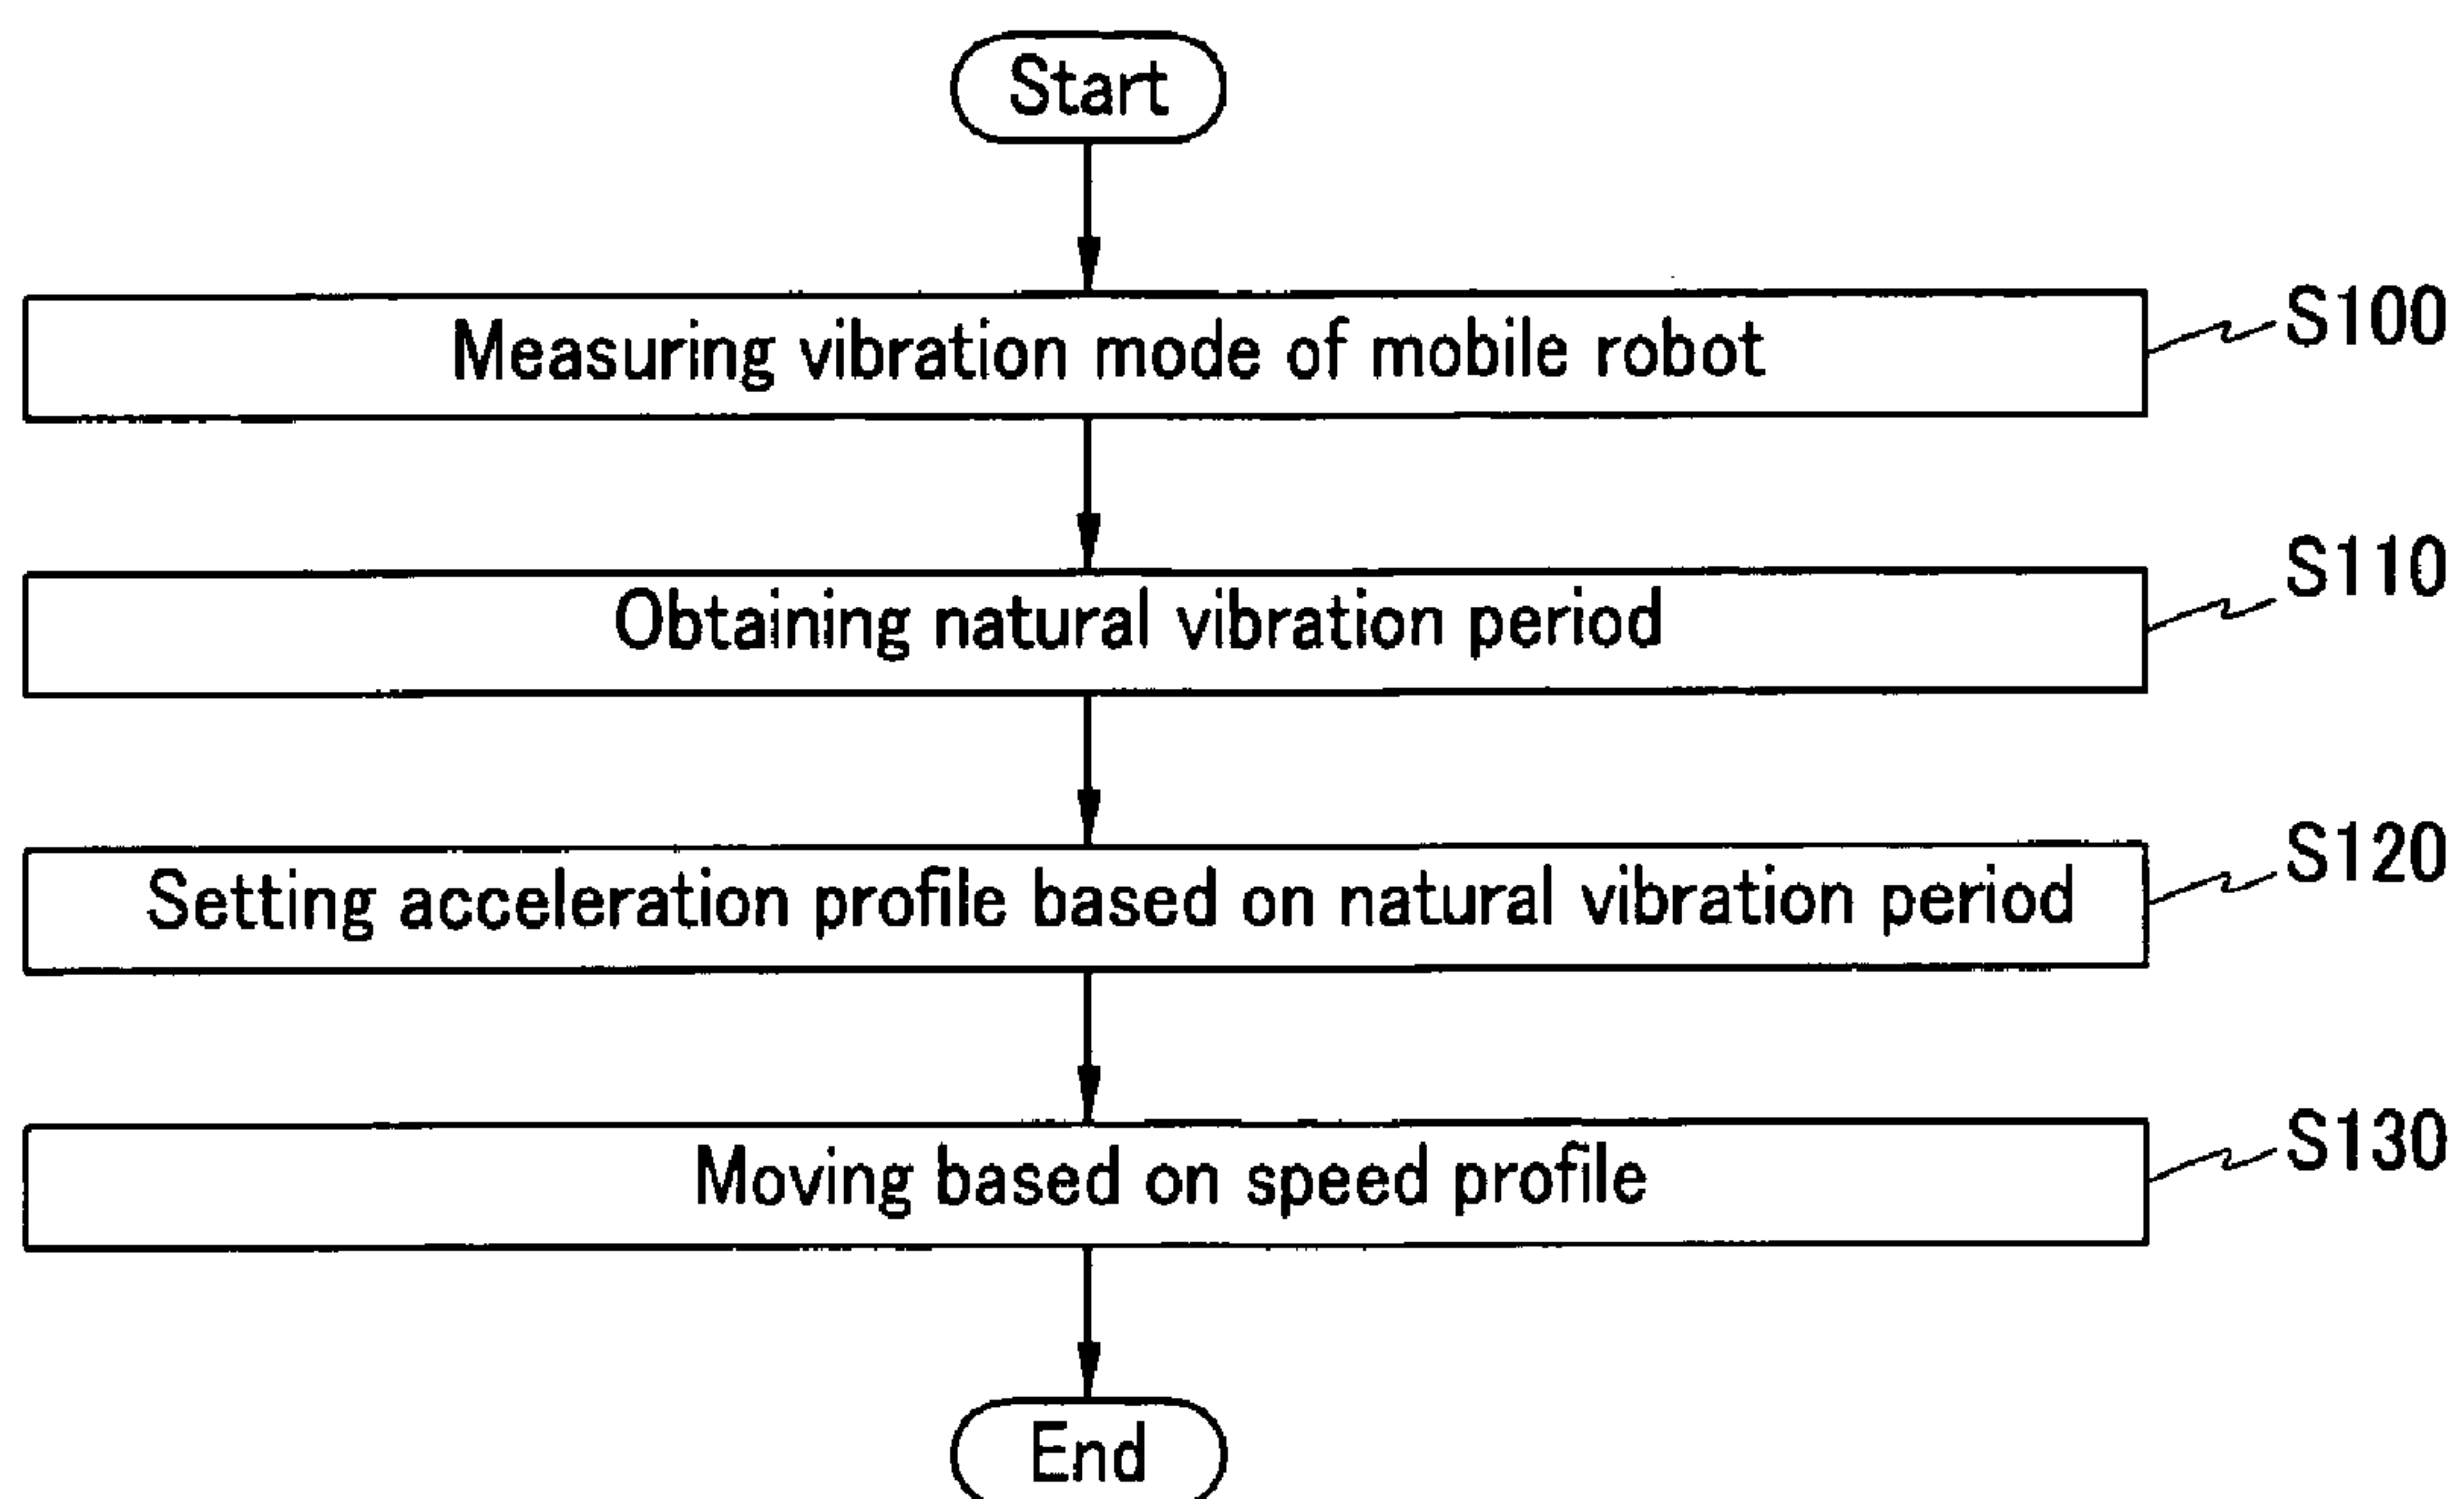 Start
Measuring vibration mode of mobile robot
S100
Obtaining natural vibration period
S110
Setting acceleration profile based on natural vibration period
S120
Moving based on speed profile
S130
End